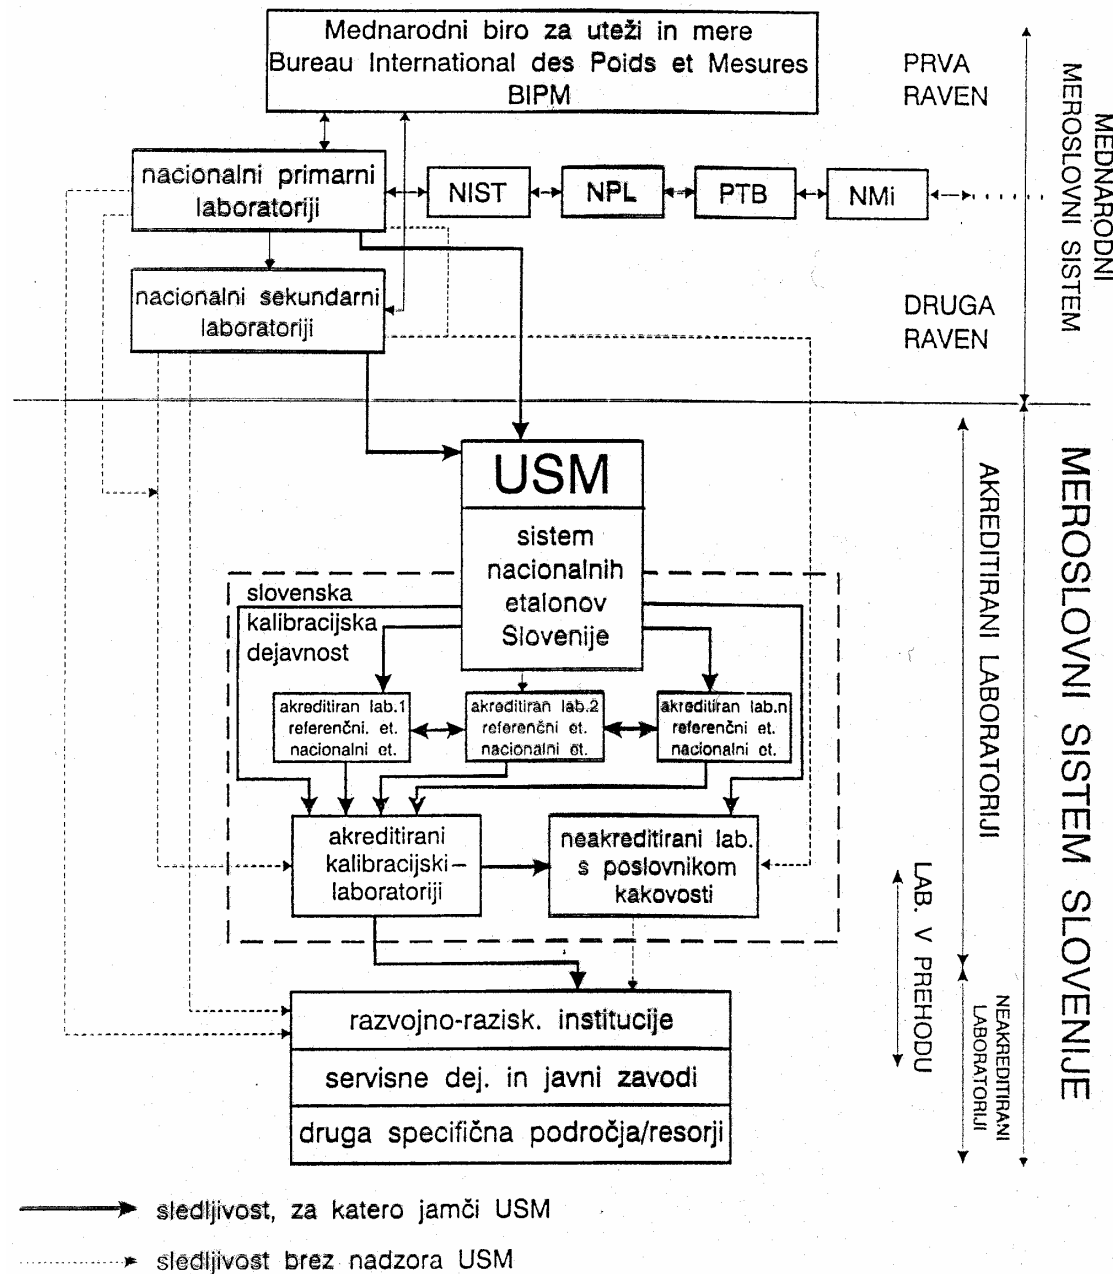 Mednarodni biro za uteži in mere
Bureau International des Poids et Mesures
BIPM
PRVA
RAVEN
MEDNARODNI
MEROSLOVNI SISTEM
nacionalni primarni
laboratoriji
NIST
NPL
PTB
NMi
nacionalni sekundarni
laboratoriji
DRUGA
RAVEN
USM
sistem
nacionalnih
etalonov
Slovenije
slovenska
kalibracijska
dejavnost
akreditiran lab.1
referenčni. et.
nacionalni et.
akreditiran lab.2
referenčni et.
nacionalni et.
akreditiran lab.n
referenčni et.
nacionalni et.
akreditirani
kalibracijski-
laboratoriji
neakreditirani lab.
s poslovnikom
kakovosti
AKREDITIRANI LABORATORIJI
MEROSLOVNI SISTEM SLOVENIJE
LAB. V PREHODU
NEAKREDITIRANI
LABORATORIJI
razvojno-razisk. institucije
servisne dej. in javni zavodi
druga specifična področja/resorji
sledljivost, za katero jamči USM
sledljivost brez nadzora USM